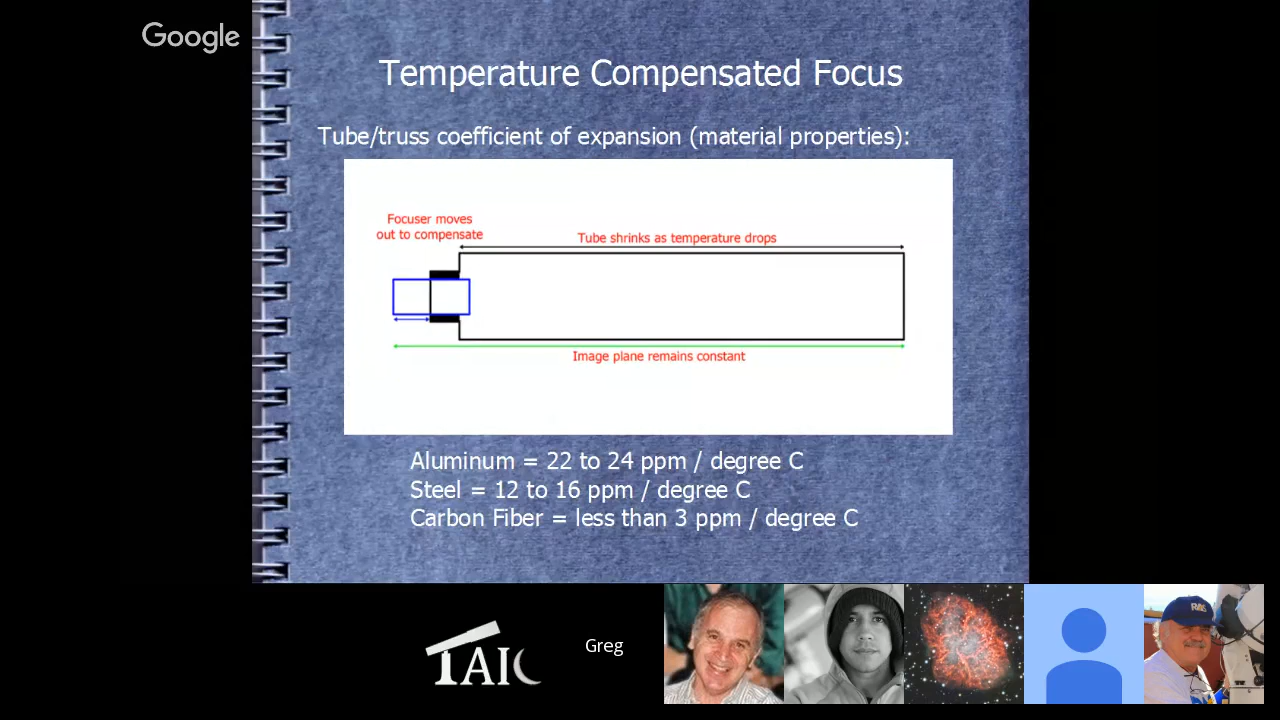 Google
Temperature Compensated Focus
Tube/truss coefficient of expansion (material properties):
Focuser moves
out to compensate
Tube shrinks as temperature drops
Image plane remains constant
Aluminum = 22 to 24 ppm / degree C
Steel = 12 to 16 ppm / degree C
Carbon Fiber = less than 3 ppm / degree C
TAIC
Greg